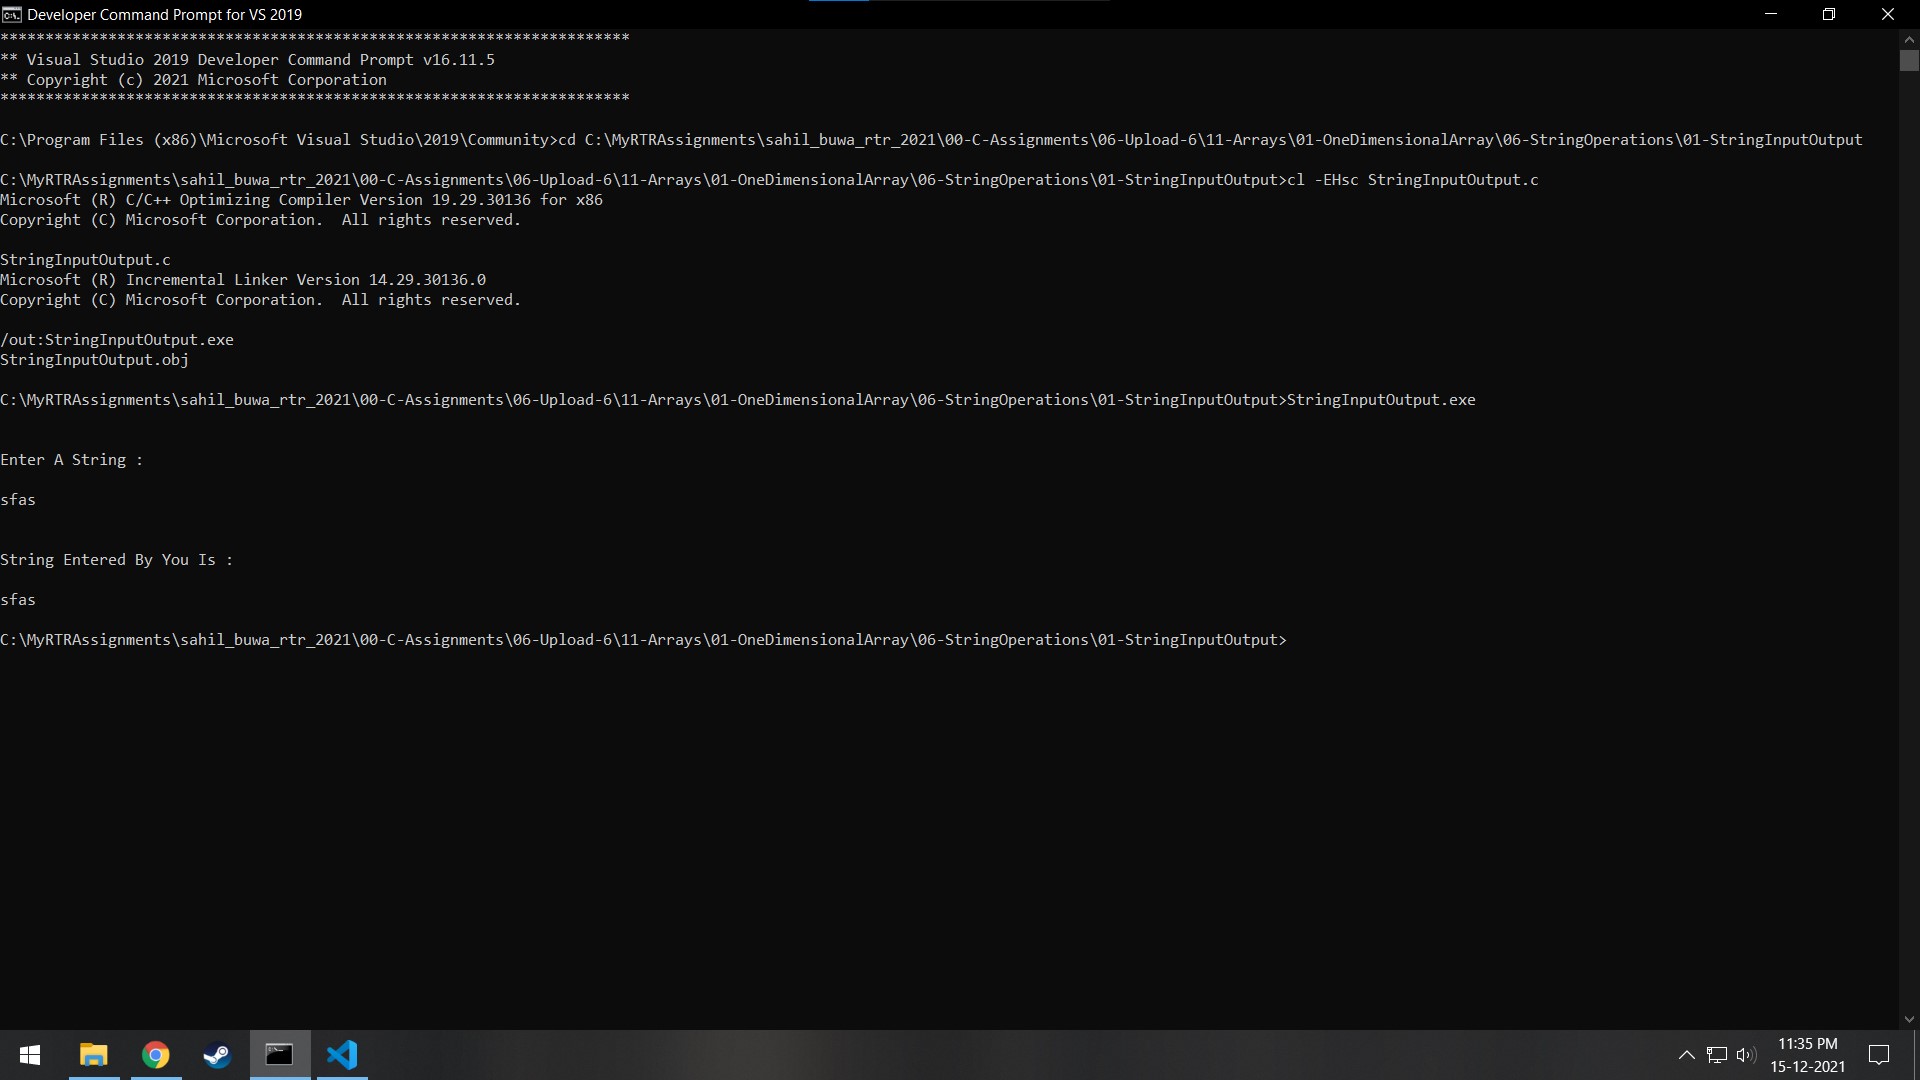 Developer Command Prompt for VS 2019
**********************************************************************
** Visual Studio 2019 Developer Command Prompt v16.11.5
** Copyright (c) 2021 Microsoft Corporation
**********************************************************************
C:\Program Files (x86)\Microsoft Visual Studio\2019\Community>cd C:\MyRTRAssignments\sahil_buwa_rtr_2021\00-C-Assignments\06-Upload-6\11-Arrays\01-OneDimensionalArray\06-StringOperations\01-StringInputOutput
C:\MyRTRAssignments\sahil_buwa_rtr_2021\00-C-Assignments\06-Upload-6\11-Arrays\01-OneDimensionalArray\06-StringOperations\01-StringInputOutput>cl -EHsc StringInputOutput.c
Microsoft (R) C/C++ Optimizing Compiler Version 19.29.30136 for x86
Copyright (C) Microsoft Corporation.  All rights reserved.
StringInputOutput.c
Microsoft (R) Incremental Linker Version 14.29.30136.0
Copyright (C) Microsoft Corporation.  All rights reserved.
/out:StringInputOutput.exe
StringInputOutput.obj
C:\MyRTRAssignments\sahil_buwa_rtr_2021\00-C-Assignments\06-Upload-6\11-Arrays\01-OneDimensionalArray\06-StringOperations\01-StringInputOutput>StringInputOutput.exe
Enter A String :
sfas
String Entered By You Is :
sfas
C:\MyRTRAssignments\sahil_buwa_rtr_2021\00-C-Assignments\06-Upload-6\11-Arrays\01-OneDimensionalArray\06-StringOperations\01-StringInputOutput>
11:35 PM
15-12-2021